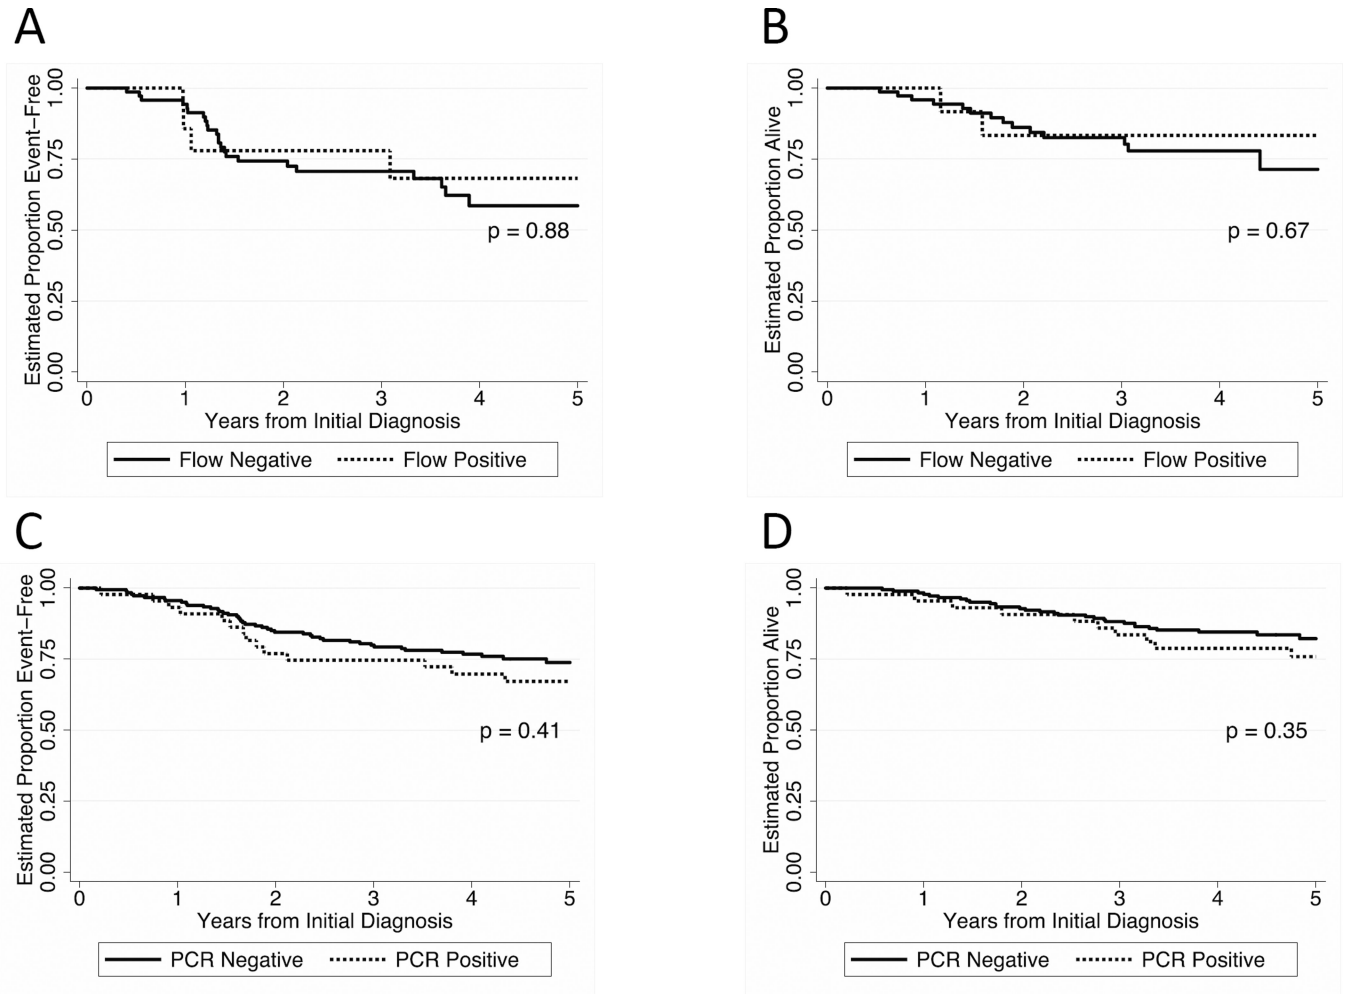 A
Estimated Proportion Event–Free
1.00
0.75
0.50
0.25
0.00
p = 0.88
0 1 2 3 4 5
Years from Initial Diagnosis
Flow Negative Flow Positive
B
Estimated Proportion Alive
1.00
0.75
0.50
0.25
0.00
p = 0.67
0 1 2 3 4 5
Years from Initial Diagnosis
Flow Negative Flow Positive
C
Estimated Proportion Event–Free
1.00
0.75
0.50
0.25
0.00
p = 0.41
0 1 2 3 4 5
Years from Initial Diagnosis
PCR Negative PCR Positive
D
Estimated Proportion Alive
1.00
0.75
0.50
0.25
0.00
p = 0.35
0 1 2 3 4 5
Years from Initial Diagnosis
PCR Negative PCR Positive